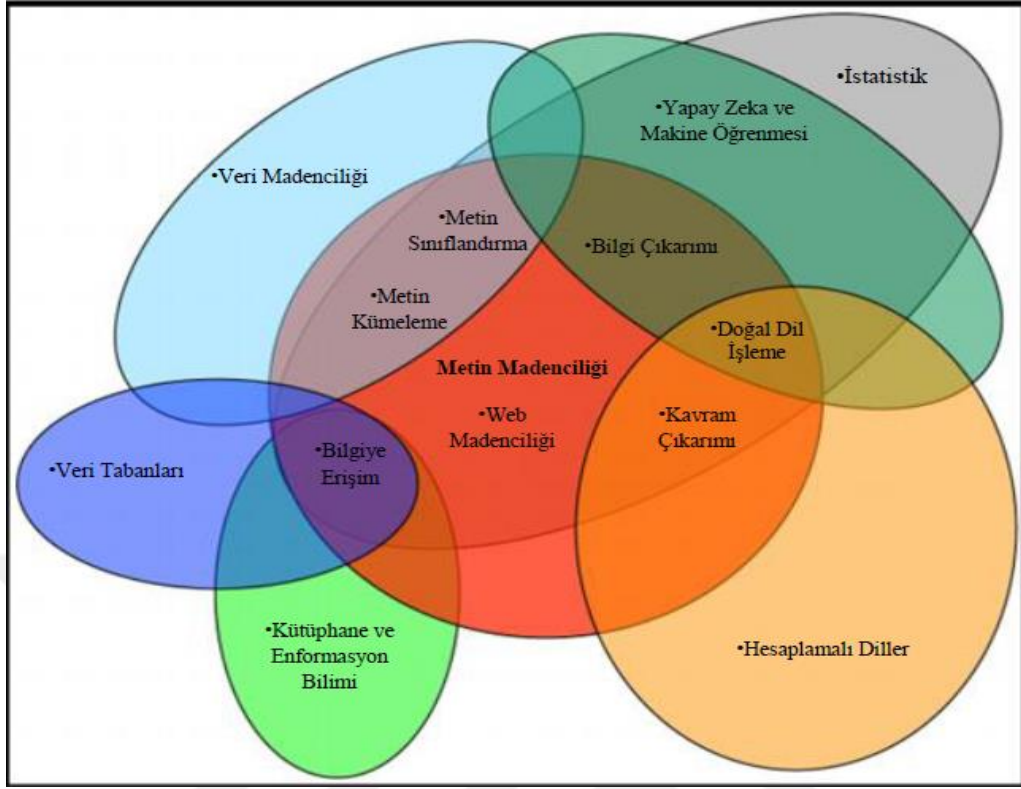 •İstatistik
•Yapay Zeka ve
Makine Öğrenmesi
•Veri Madenciliği
•Metin
Sınıflandırma
•Bilgi Çıkarımı
•Metin
Kümeleme
•Doğal Dil
İşleme
Metin Madenciliği
•Web
Madenciliği
•Kavram
Çıkarımı
•Veri Tabanları
•Bilgiye
Erişim
•Kütüphane ve
Enformasyon
Bilimi
•Hesaplamalı Diller